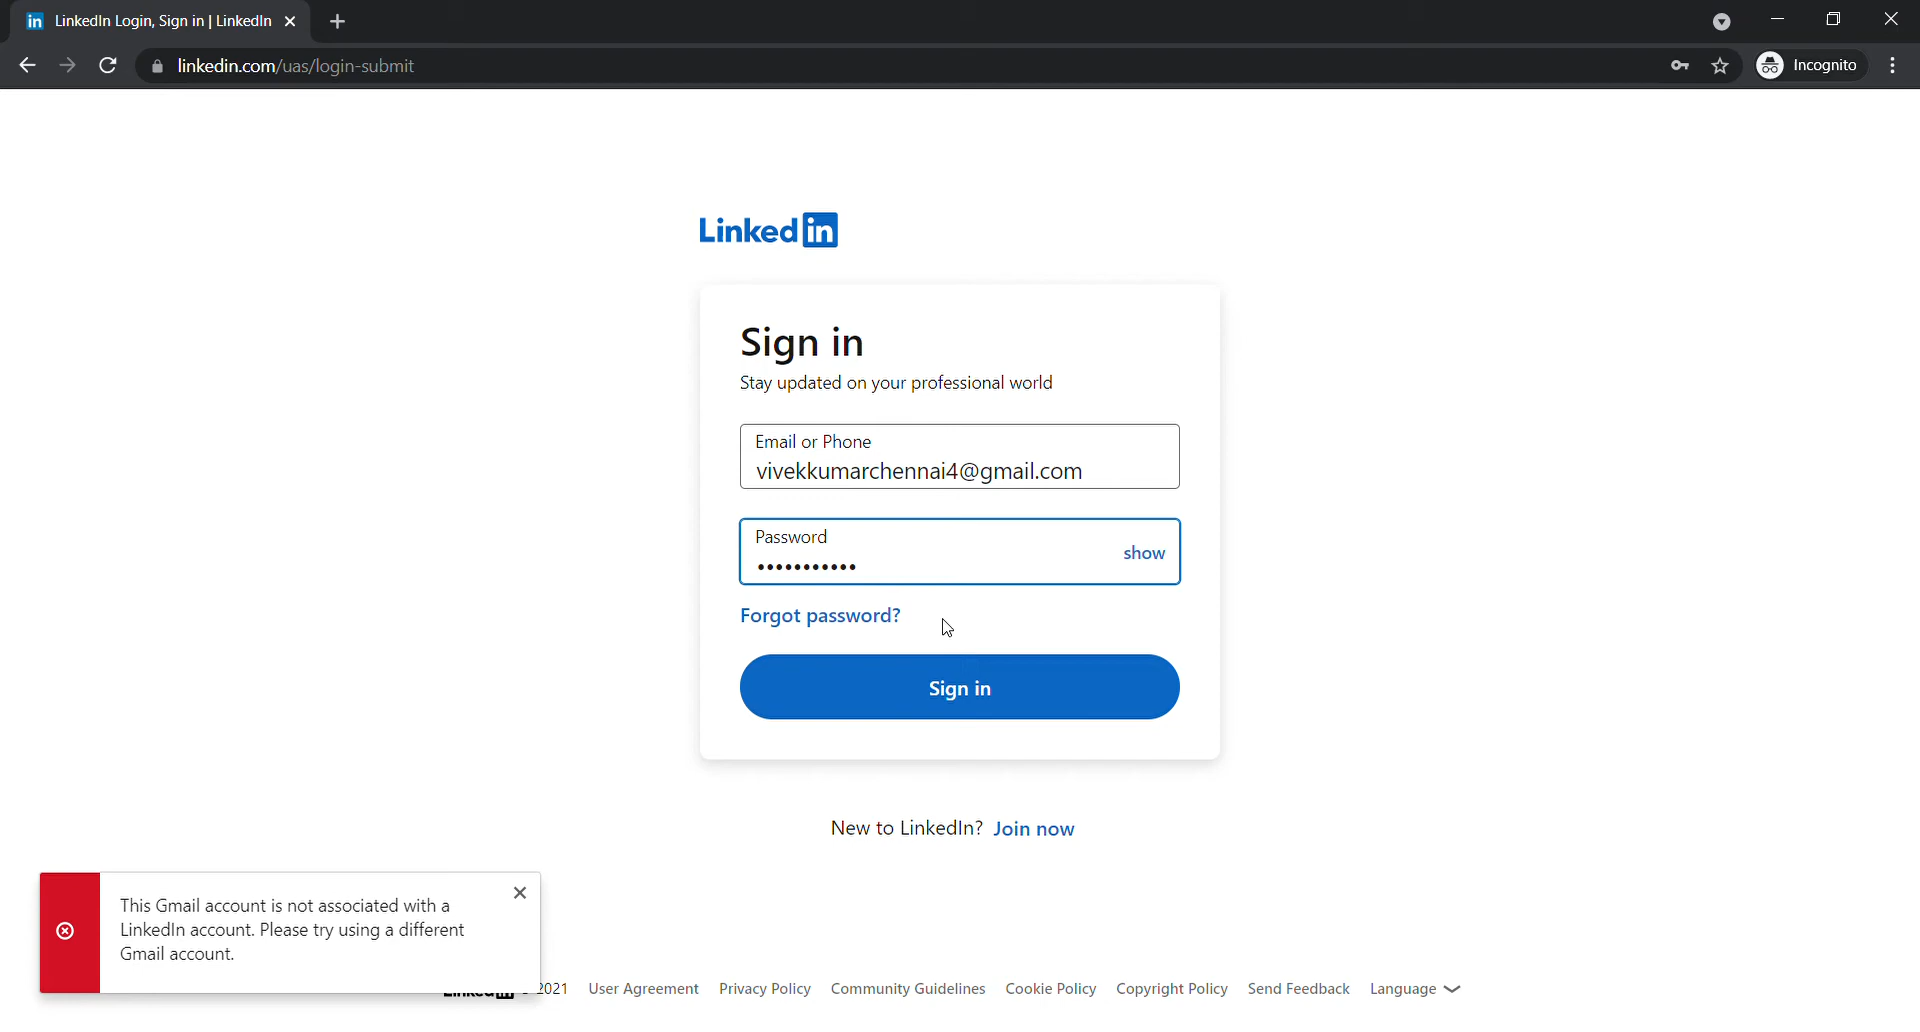 LinkedIn Login, Sign in | LinkedIn
linkedin.com/uas/login-submit
Incognito
Linked in
Sign in
Stay updated on your professional world
Email or Phone
vivekkumarchennai4@gmail.com
Password
•••••••••••
show
Forgot password?
Sign in
New to LinkedIn? Join now
This Gmail account is not associated with a
LinkedIn account. Please try using a different
Gmail account.
2021 User Agreement Privacy Policy Community Guidelines Cookie Policy Copyright Policy Send Feedback Language